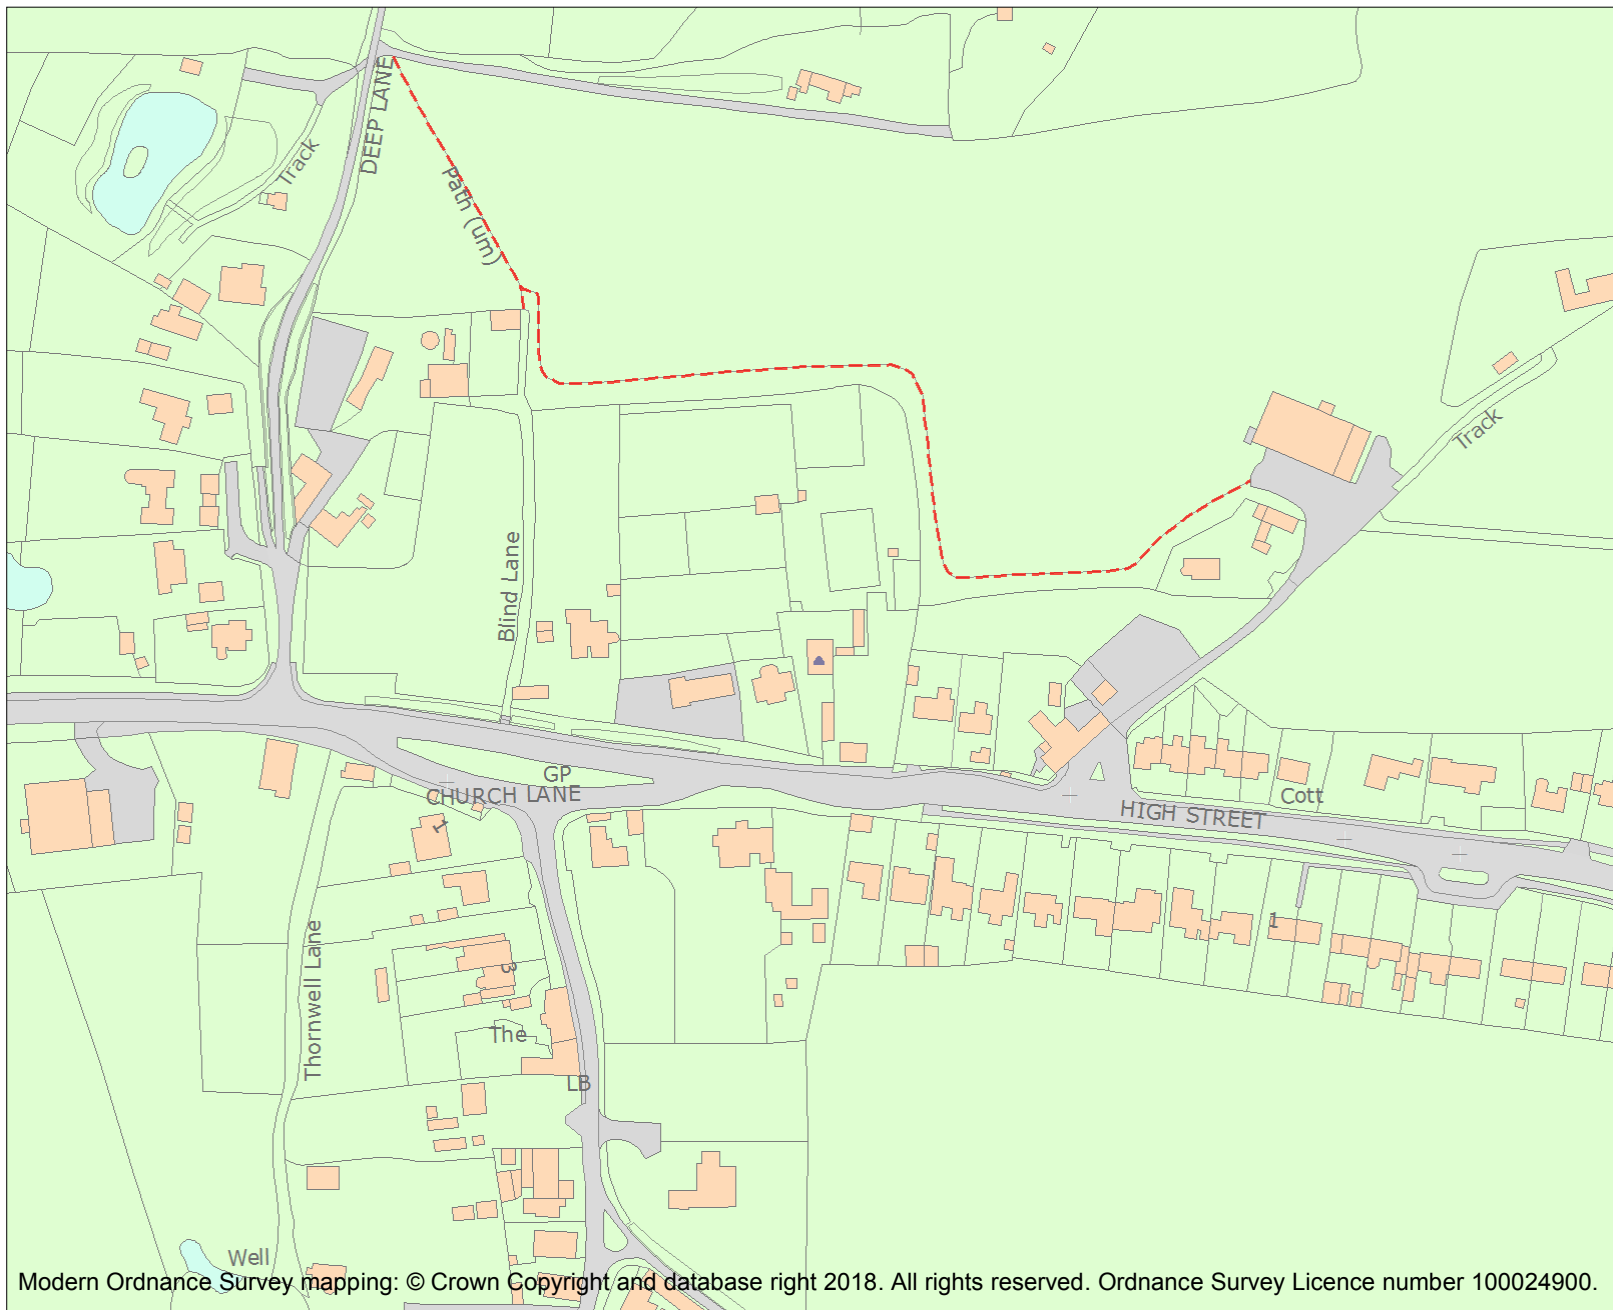 DEEP LANE
Track
Path (um)
Track
Blind Lane
GP
CHURCH LANE
HIGH STREET
Cott
1
1
Thornwell Lane
3
The
LB
Well
Modern Ordnance Survey mapping: © Crown Copyright and database right 2018. All rights reserved. Ordnance Survey Licence number 100024900.